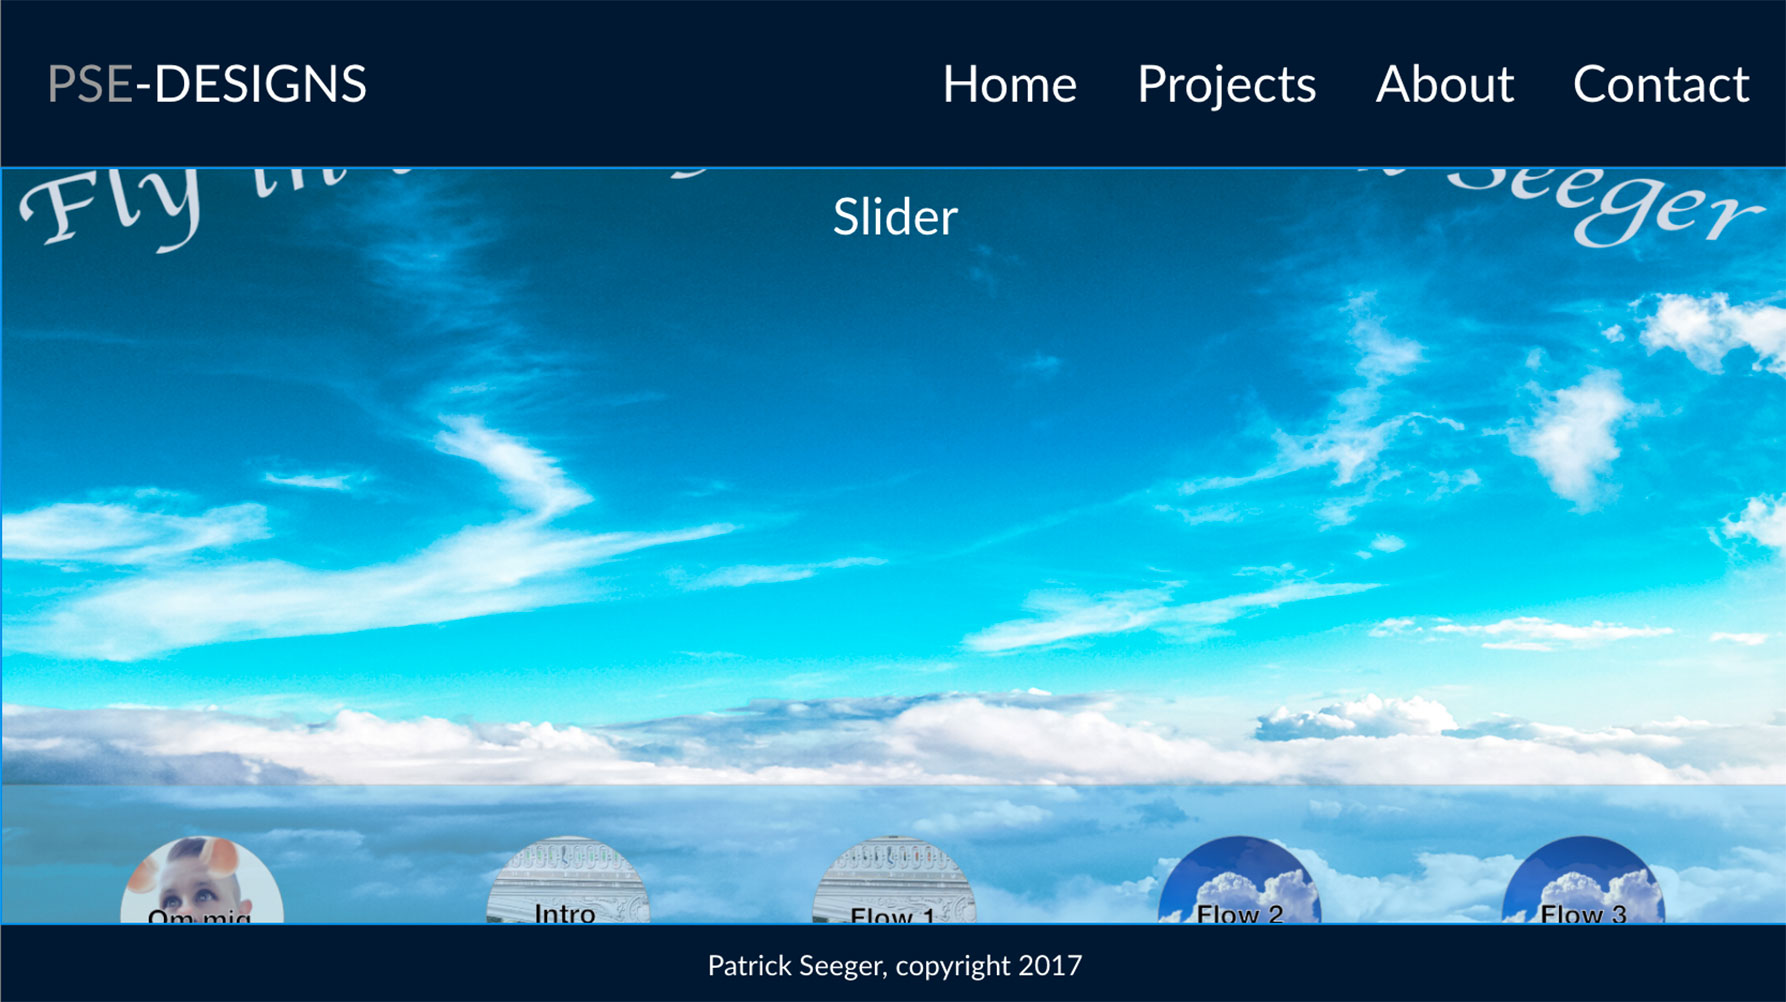 PSE-DESIGNS
Home Projects About Contact
Fly in Seeger
Slider
Om mig
Intro
Flow 1
Flow 2
Flow 3
Patrick Seeger, copyright 2017